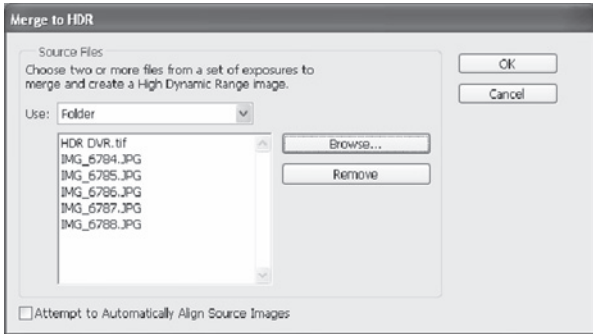 Merge to HDR
Source Files
Choose two or more files from a set of exposures to
merge and create a High Dynamic Range image.
Use: Folder
HDR DVR.tif
IMG_6784.JPG
IMG_6785.JPG
IMG_6786.JPG
IMG_6787.JPG
IMG_6788.JPG
Browse...
Remove
OK
Cancel
Attempt to Automatically Align Source Images